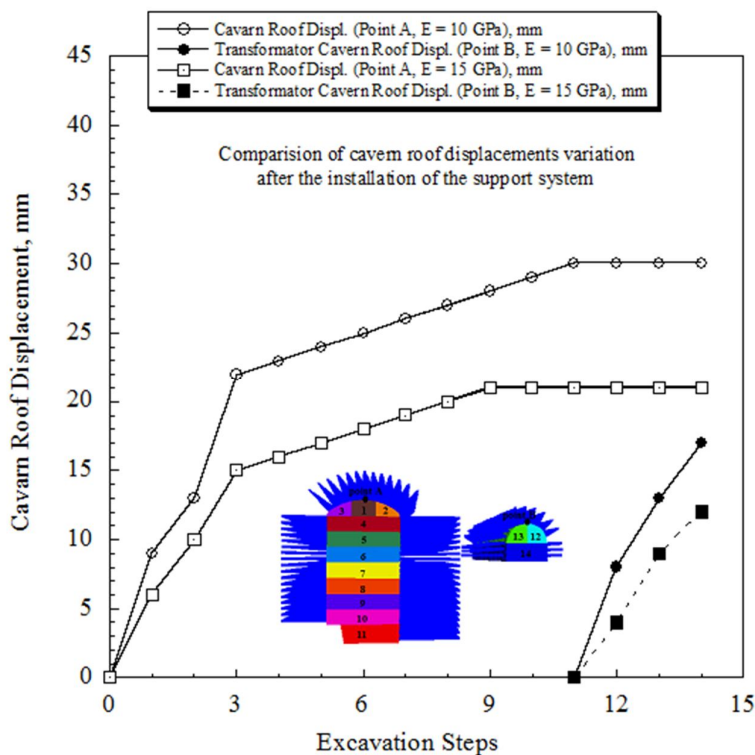 Cavarn Roof Displ. (Point A, E = 10 GPa), mm
Transformator Cavern Roof Displ. (Point B, E = 10 GPa), mm
Cavarn Roof Displ. (Point A, E = 15 GPa), mm
Transformator Cavern Roof Displ. (Point B, E = 15 GPa), mm
Comparision of cavern roof displacements variation
after the installation of the support system
Cavarn Roof Displacement, mm
45
40
35
30
25
20
15
10
5
0
point A
3 1 2
4
5
6
7
8
9
10
11
13 12
14
0 3 6 9 12 15
Excavation Steps